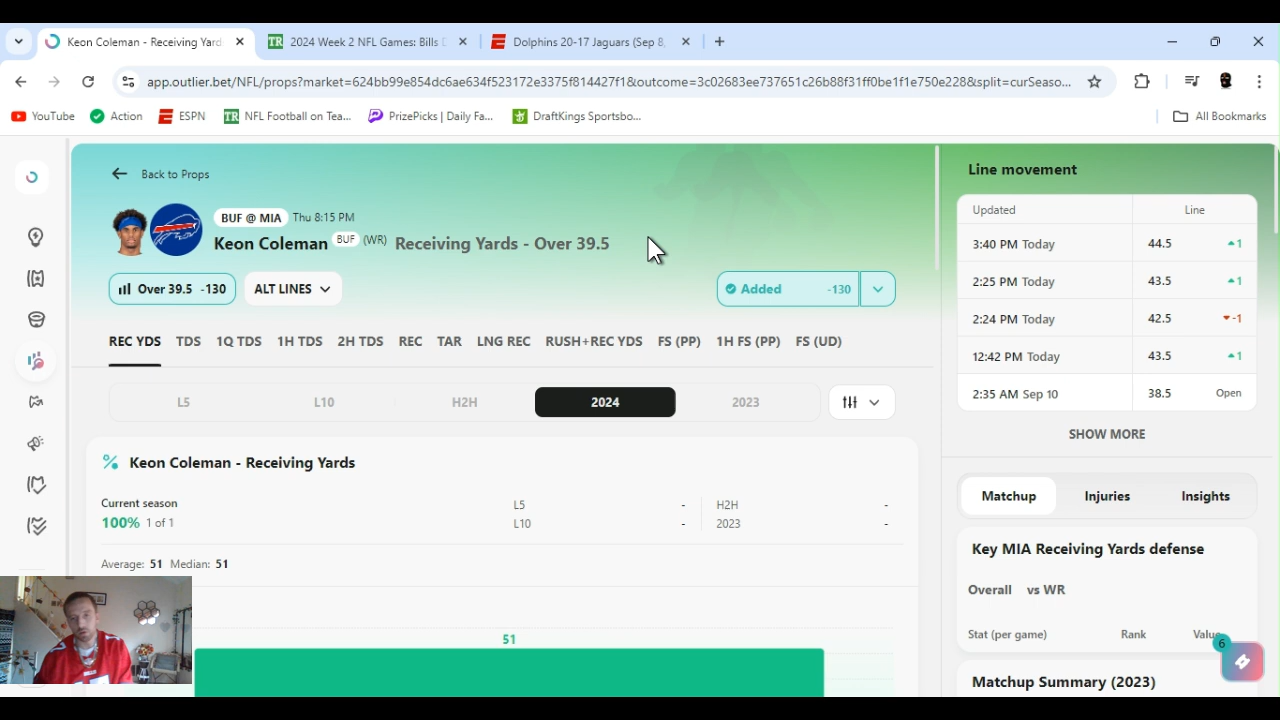 Keon Coleman - Receiving Yard
2024 Week 2 NFL Games: Bills
Dolphins 20-17 Jaguars (Sep 8,
app.outlier.bet/NFL/props?market=624bb99e854dc6ae634f523172e3375f814427f1&outcome=3c02683ee737651c26b88f31ff0be1f1e750e228&split=curSeaso...
YouTube
Action
ESPN
NFL Football on Tea...
PrizePicks | Daily Fa...
DraftKings Sportsbo...
All Bookmarks
Back to Props
BUF @ MIA Thu 8:15 PM
Keon Coleman BUF (WR) Receiving Yards - Over 39.5
Over 39.5 -130
ALT LINES
Added -130
REC YDS TDS 1Q TDS 1H TDS 2H TDS REC TAR LNG REC RUSH+REC YDS FS (PP) 1H FS (PP) FS (UD)
L5 L10 H2H 2024 2023
Keon Coleman - Receiving Yards
Current season
100% 1 of 1
L5 -
L10 -
H2H -
2023 -
Average: 51 Median: 51
51
Line movement
Updated Line
3:40 PM Today 44.5 1
2:25 PM Today 43.5 1
2:24 PM Today 42.5 -1
12:42 PM Today 43.5 1
2:35 AM Sep 10 38.5 Open
SHOW MORE
Matchup Injuries Insights
Key MIA Receiving Yards defense
Overall vs WR
Stat (per game) Rank Value
6
Matchup Summary (2023)